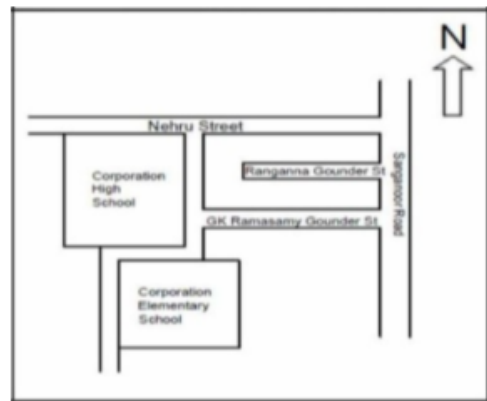 N
Nehru Street
Corporation
High
School
Ranganna Gounder St
Sanganoor Road
GK Ramasamy Gounder St
Corporation
Elementary
School